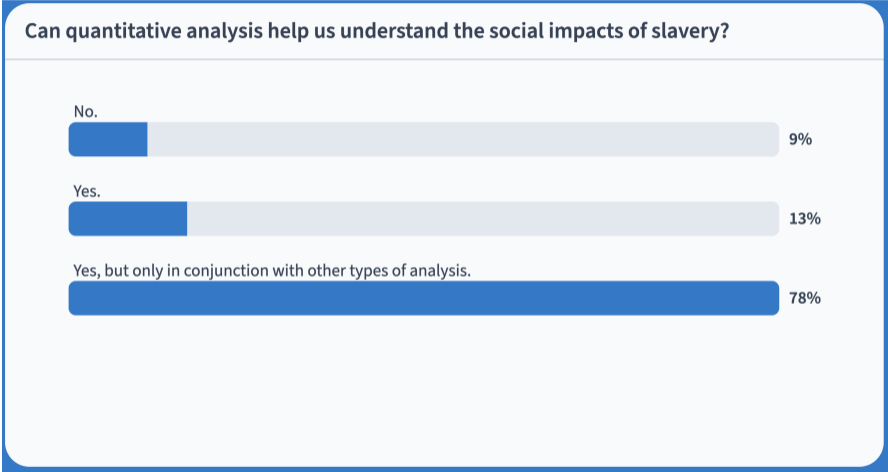 Can quantitative analysis help us understand the social impacts of slavery?
No.
9%
Yes.
13%
Yes, but only in conjunction with other types of analysis.
78%